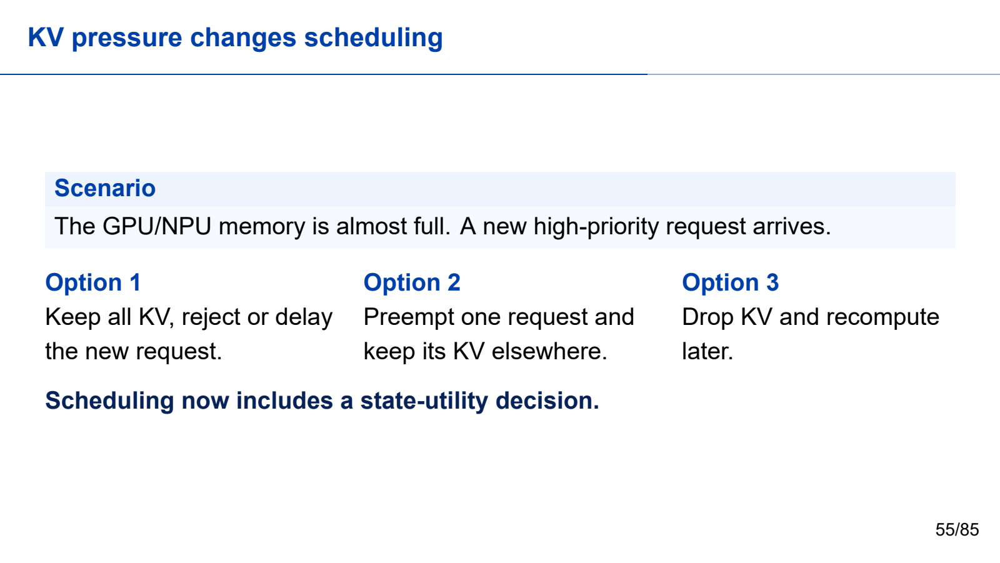 KV pressure changes scheduling
Scenario
The GPU/NPU memory is almost full. A new high-priority request arrives.
Option 1
Keep all KV, reject or delay
the new request.
Option 2
Preempt one request and
keep its KV elsewhere.
Option 3
Drop KV and recompute
later.
Scheduling now includes a state-utility decision.
55/85